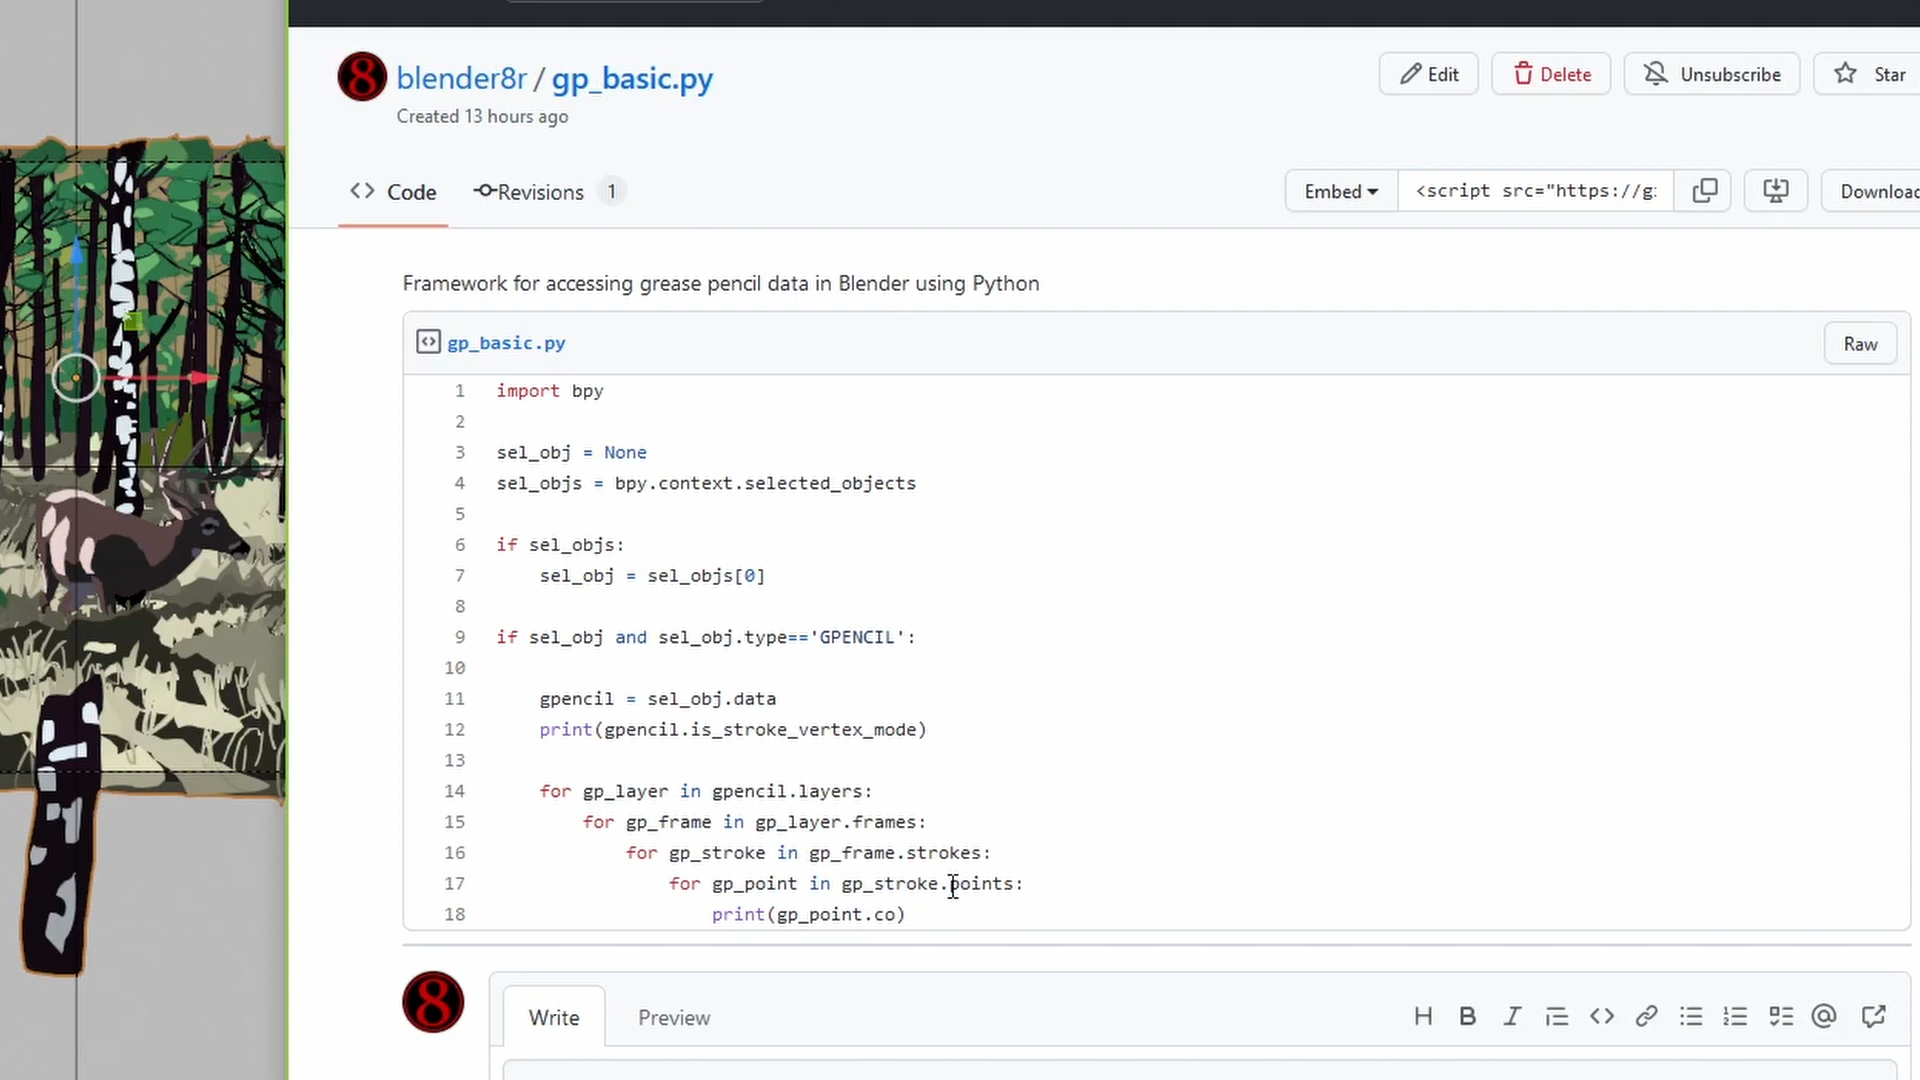 8 blender8r / gp_basic.py
Edit
Delete
Unsubscribe
Star
Created 13 hours ago
Code
Revisions 1
Embed
<script src="https://g
Download
Framework for accessing grease pencil data in Blender using Python
gp_basic.py
Raw
1 import bpy
2
3 sel_obj = None
4 sel_objs = bpy.context.selected_objects
5
6 if sel_objs:
7     sel_obj = sel_objs[0]
8
9 if sel_obj and sel_obj.type=='GPENCIL':
10
11     gpencil = sel_obj.data
12     print(gpencil.is_stroke_vertex_mode)
13
14     for gp_layer in gpencil.layers:
15         for gp_frame in gp_layer.frames:
16             for gp_stroke in gp_frame.strokes:
17                 for gp_point in gp_stroke.points:
18                     print(gp_point.co)
8
Write
Preview